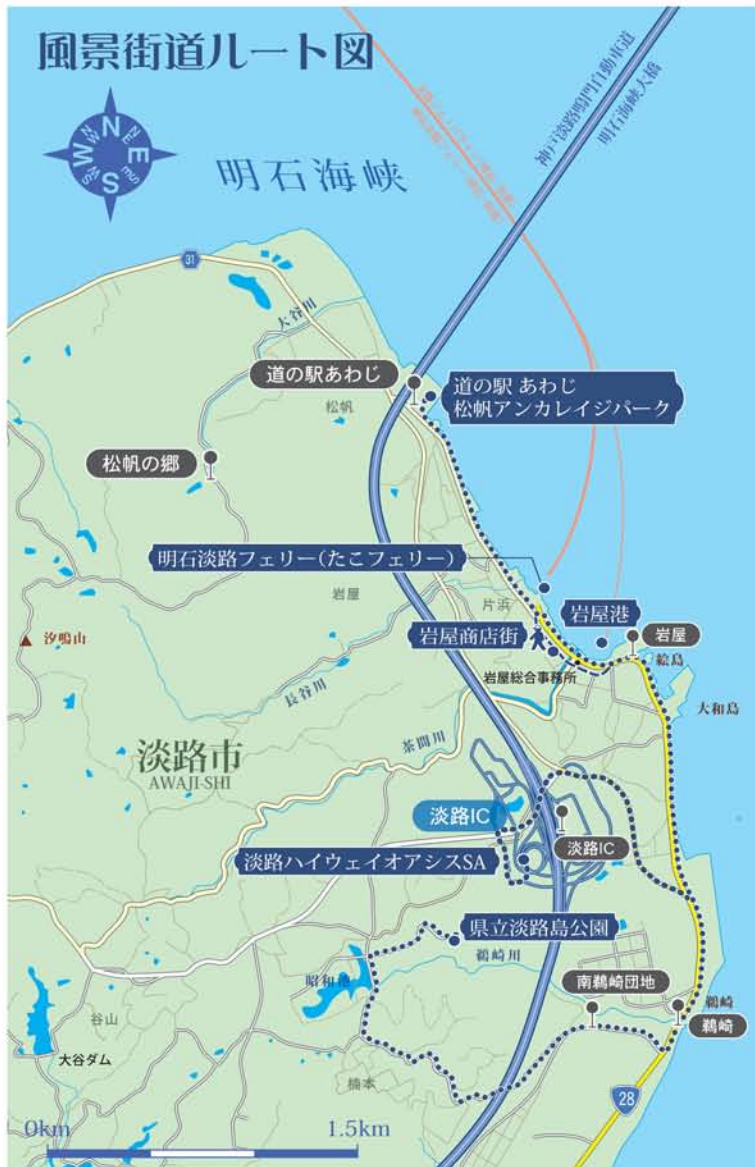 風景街道ルート図
N
NE
E
SE
S
SW
W
NW
明石海峡
神戸淡路鳴門自動車道
明石海峡大橋
31
大谷川
道の駅あわじ
道の駅 あわじ
松帆アンカレイジパーク
松帆
松帆の郷
明石淡路フェリー(たこフェリー)
岩屋
片浜
岩屋港
岩屋商店街
岩屋
絵島
汐鳴山
岩屋総合事務所
大和島
長谷川
茶間川
淡路市
AWAJI-SHI
淡路IC
淡路IC
淡路ハイウェイオアシスSA
県立淡路島公園
鵜崎川
昭和池
南鵜崎団地
鵜崎
鵜崎
谷山
大谷ダム
楠本
28
0km
1.5km